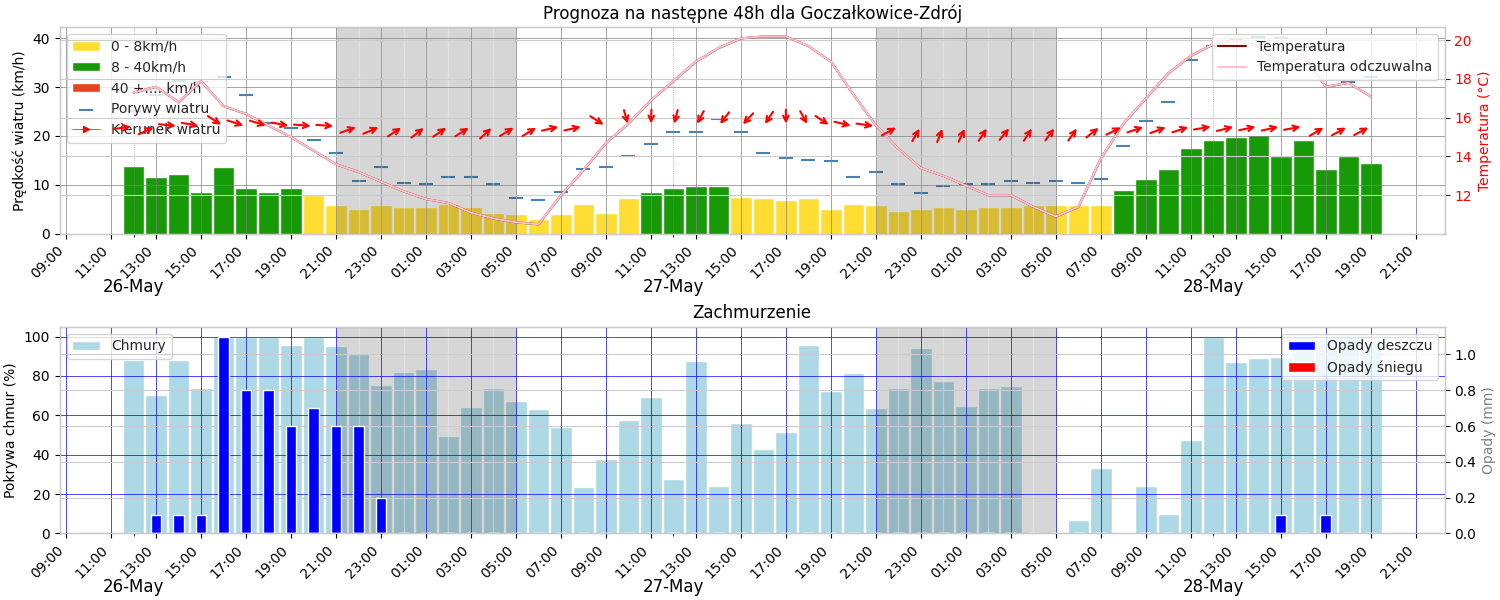 Prognoza na następne 48h dla Goczałkowice-Zdrój
Prędkość wiatru (km/h)
40
30
20
10
0
0 - 8km/h
8 - 40km/h
40 +.... km/h
Porywy wiatru
Kierunek wiatru
Temperatura
Temperatura odczuwalna
20
18
16
14
12
Temperatura (°C)
09:00 11:00 13:00 15:00 17:00 19:00 21:00 23:00 01:00 03:00 05:00 07:00 09:00 11:00 13:00 15:00 17:00 19:00 21:00 23:00 01:00 03:00 05:00 07:00 09:00 11:00 13:00 15:00 17:00 19:00 21:00
26-May 27-May 28-May
Zachmurzenie
Pokrywa chmur (%)
100
80
60
40
20
0
Chmury
Opady deszczu
Opady śniegu
1.0
0.8
0.6
0.4
0.2
0.0
Opady (mm)
09:00 11:00 13:00 15:00 17:00 19:00 21:00 23:00 01:00 03:00 05:00 07:00 09:00 11:00 13:00 15:00 17:00 19:00 21:00 23:00 01:00 03:00 05:00 07:00 09:00 11:00 13:00 15:00 17:00 19:00 21:00
26-May 27-May 28-May